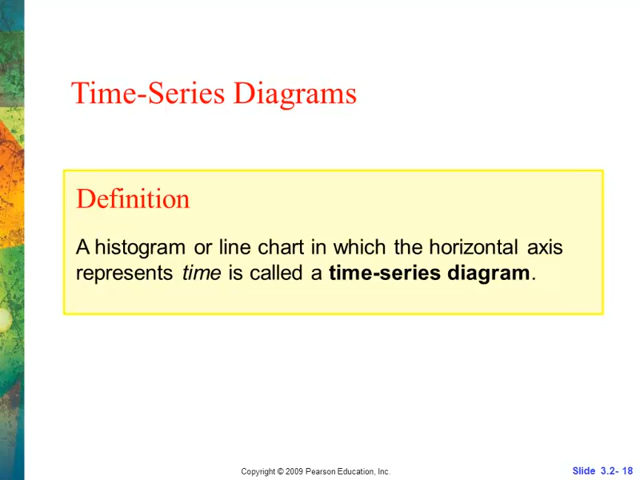 Time-Series Diagrams
Definition
A histogram or line chart in which the horizontal axis
represents time is called a time-series diagram.
Copyright © 2009 Pearson Education, Inc.
Slide 3.2- 18